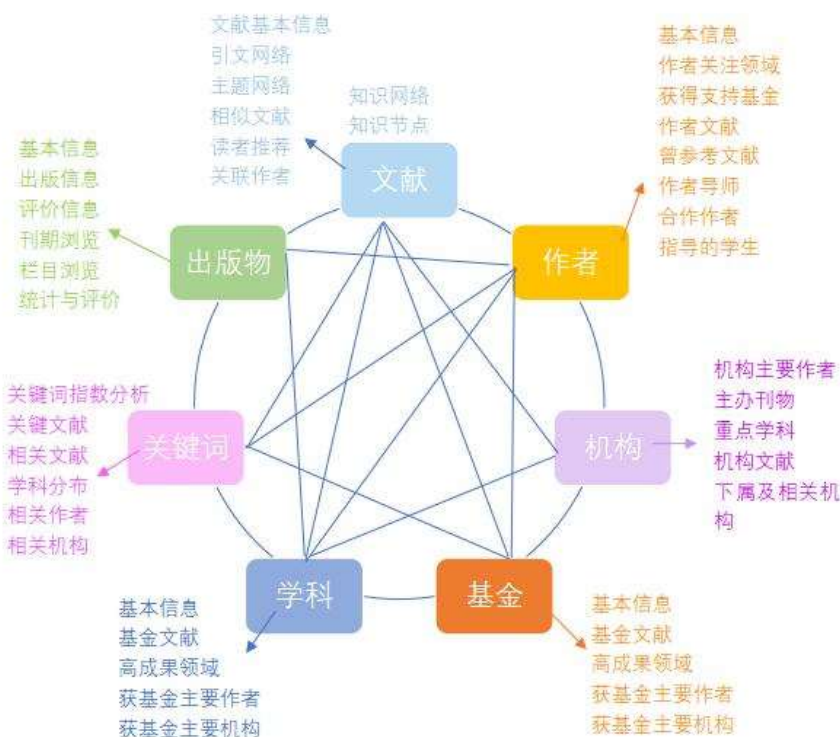 文献基本信息
引文网络
主题网络
相似文献
读者推荐
关联作者
知识网络
知识节点
文献
基本信息
作者关注领域
获得支持基金
作者文献
曾参考文献
作者导师
合作作者
指导的学生
作者
基本信息
出版信息
评价信息
刊期浏览
栏目浏览
统计与评价
出版物
关键词指数分析
关键文献
相关文献
学科分布
相关作者
相关机构
关键词
机构
机构主要作者
主办刊物
重点学科
机构文献
下属及相关机
构
学科
基本信息
基金文献
高成果领域
获基金主要作者
获基金主要机构
基金
基本信息
基金文献
高成果领域
获基金主要作者
获基金主要机构